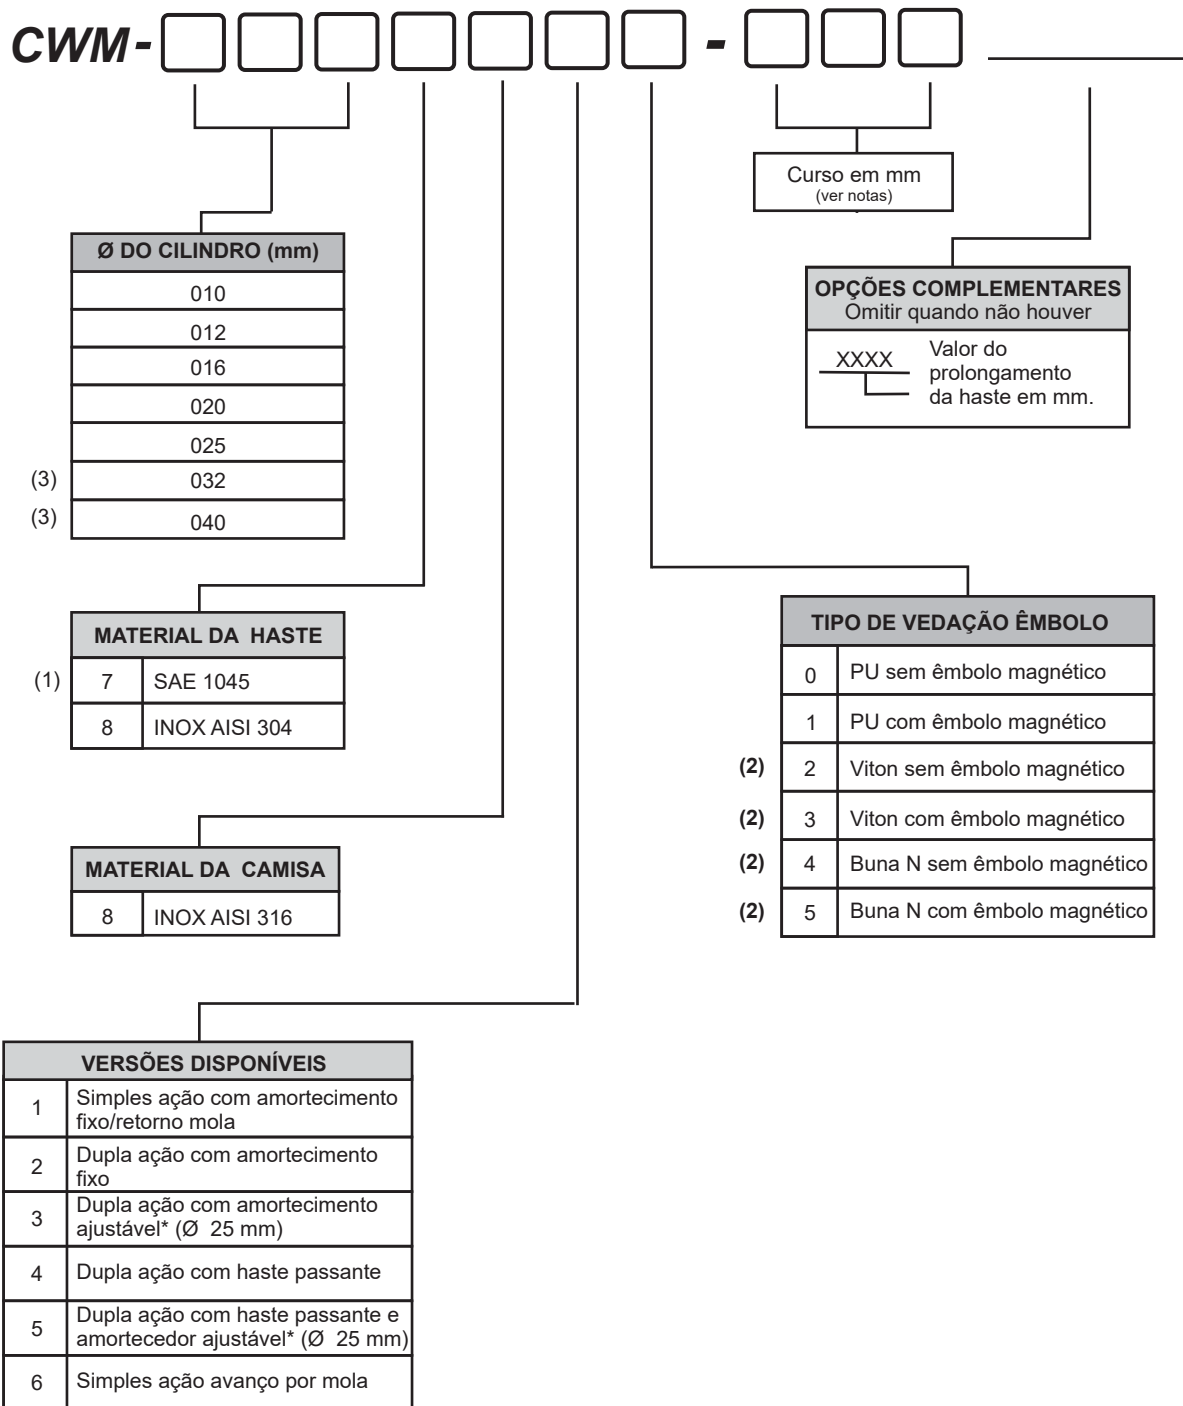 CWM- -
Curso em mm
(ver notas)
Ø DO CILINDRO (mm)
010
012
016
020
025
(3) 032
(3) 040
OPÇÕES COMPLEMENTARES
Omitir quando não houver
XXXX
Valor do
prolongamento
da haste em mm.
MATERIAL DA HASTE
(1) 7 SAE 1045
8 INOX AISI 304
TIPO DE VEDAÇÃO ÊMBOLO
0 PU sem êmbolo magnético
1 PU com êmbolo magnético
(2) 2 Viton sem êmbolo magnético
(2) 3 Viton com êmbolo magnético
(2) 4 Buna N sem êmbolo magnético
(2) 5 Buna N com êmbolo magnético
MATERIAL DA CAMISA
8 INOX AISI 316
VERSÕES DISPONÍVEIS
1 Simples ação com amortecimento
fixo/retorno mola
2 Dupla ação com amortecimento
fixo
3 Dupla ação com amortecimento
ajustável* (Ø 25 mm)
4 Dupla ação com haste passante
5 Dupla ação com haste passante e
amortecedor ajustável* (Ø 25 mm)
6 Simples ação avanço por mola